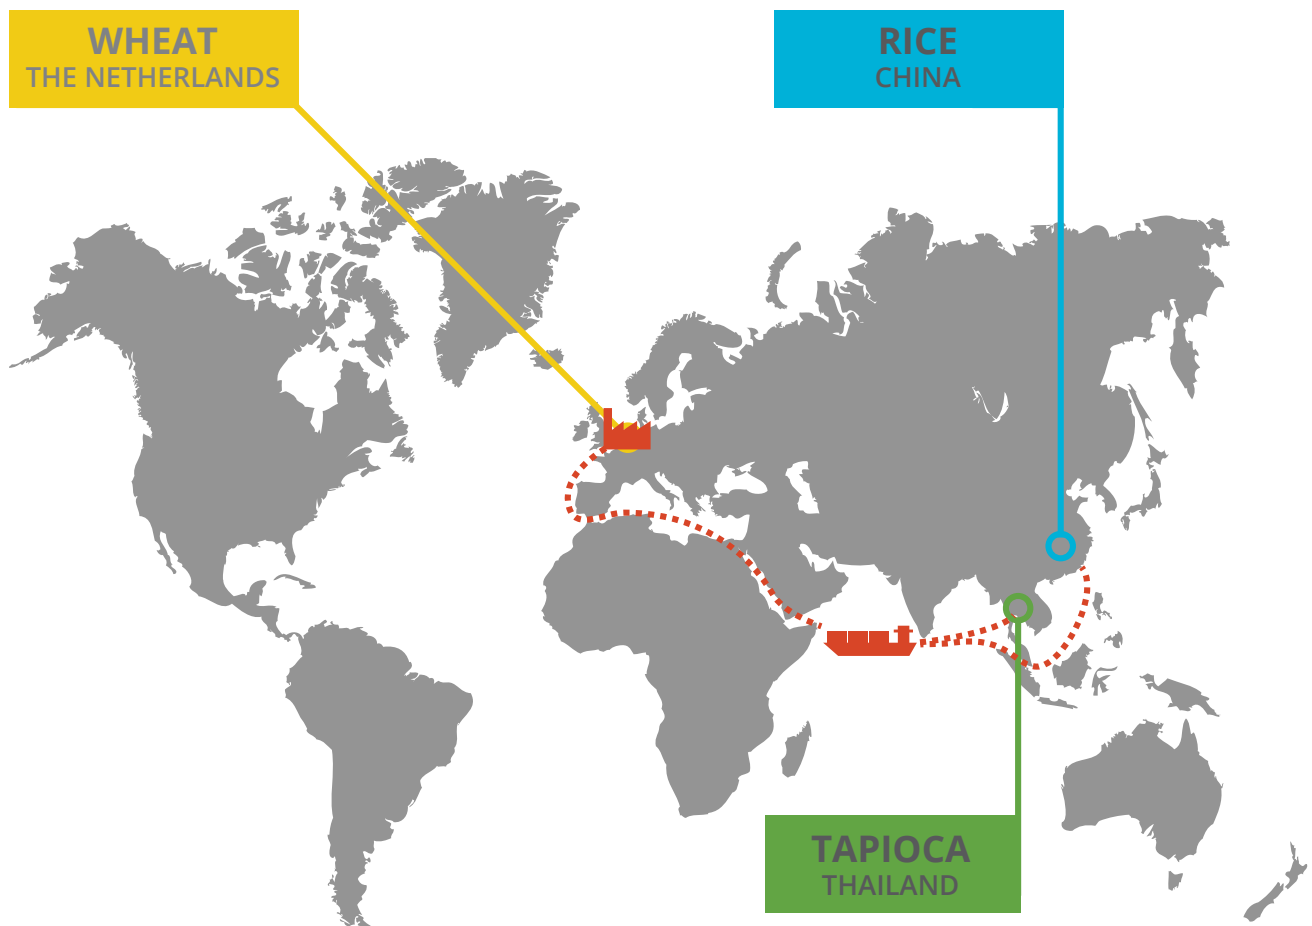 WHEAT
THE NETHERLANDS
RICE
CHINA
TAPIOCA
THAILAND